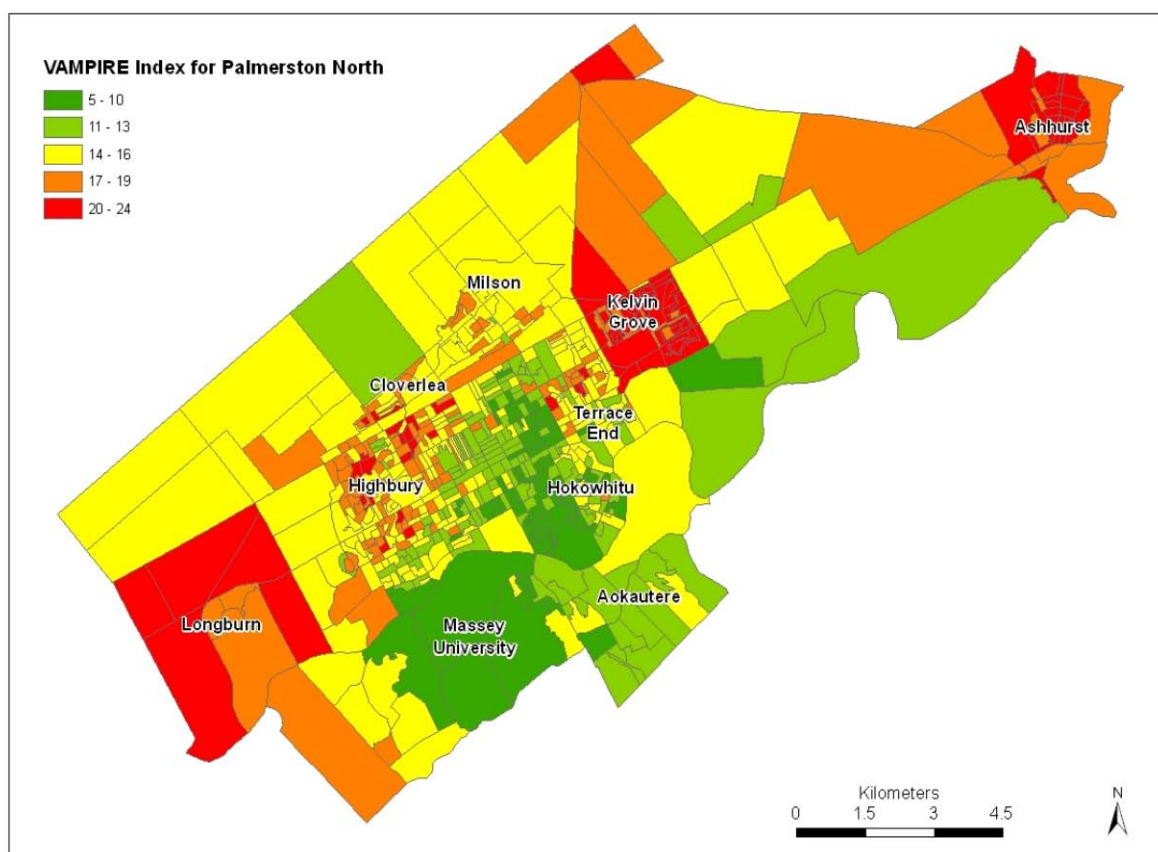 VAMPIRE Index for Palmerston North
5 - 10
11 - 13
14 - 16
17 - 19
20 - 24
Ashhurst
Milson
Kelvin
Grove
Cloverlea
Terrace
End
Highbury
Hokowhitu
Aokautere
Longburn
Massey
University
Kilometers
0 1.5 3 4.5
N